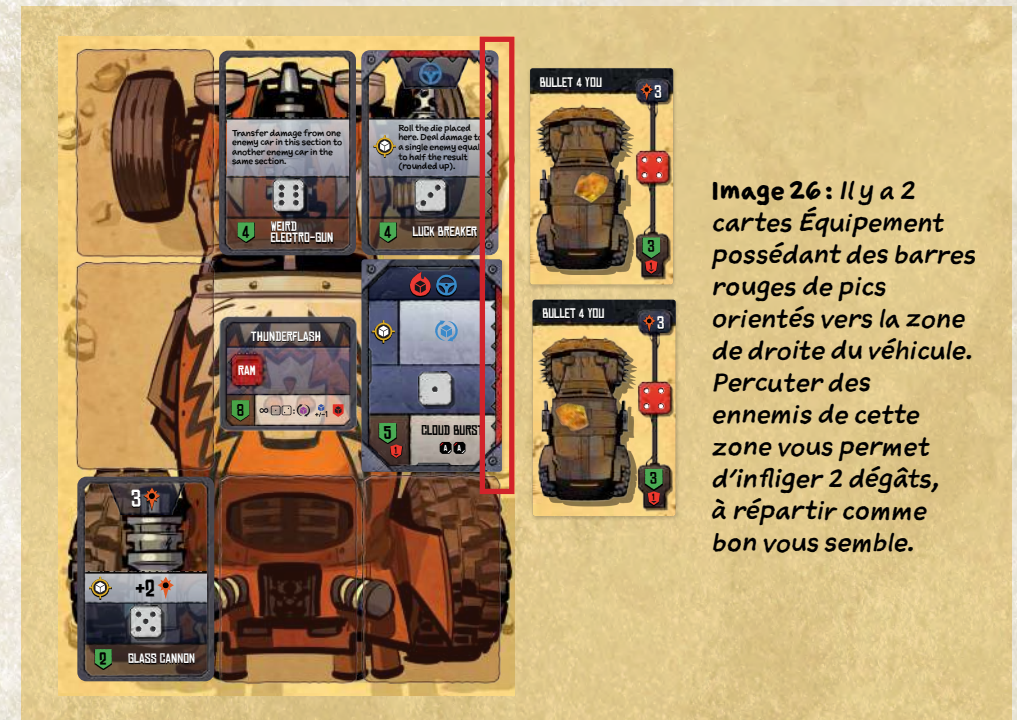 Transfer damage from one
enemy car in this section to
another enemy car in the
same section.
4
WEIRD
ELECTRO-GUN
Roll the die placed
here. Deal damage to
a single enemy equal
to half the result
(rounded up).
4 LUCK BREAKER
THUNDERFLASH
RAM
8 ∞ : +/-1
5
1
CLOUD BURST
A A
3
+2
2 GLASS CANNON
BULLET 4 YOU
3
3
1
BULLET 4 YOU
3
3
1
Image 26 : Il y a 2
cartes Équipement
possédant des barres
rouges de pics
orientés vers la zone
de droite du véhicule.
Percuter des
ennemis de cette
zone vous permet
d'infliger 2 dégâts,
à répartir comme
bon vous semble.